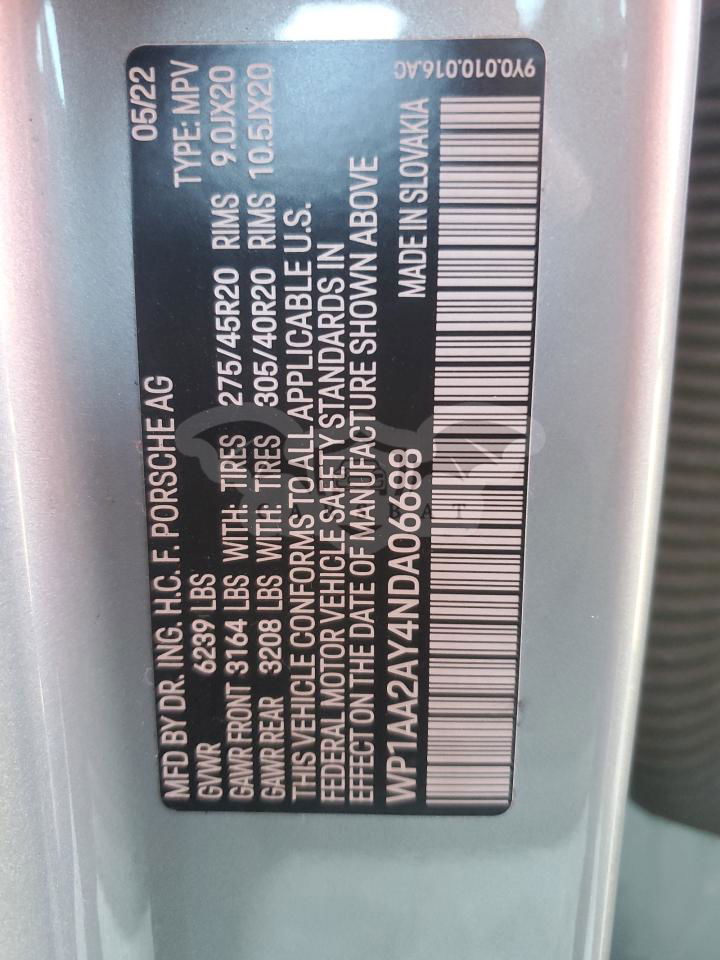 9Y0.010.016.AC
MFD BY DR. ING. H.C. F. PORSCHE AG 05/22
GVWR 6239 LBS TYPE: MPV
GAWR FRONT 3164 LBS WITH: TIRES 275/45R20 RIMS 9.0JX20
GAWR REAR 3208 LBS WITH: TIRES 305/40R20 RIMS 10.5JX20
THIS VEHICLE CONFORMS TO ALL APPLICABLE U.S.
FEDERAL MOTOR VEHICLE SAFETY STANDARDS IN
EFFECT ON THE DATE OF MANUFACTURE SHOWN ABOVE
WP1AA2AY4NDA06688 MADE IN SLOVAKIA
CARABAT